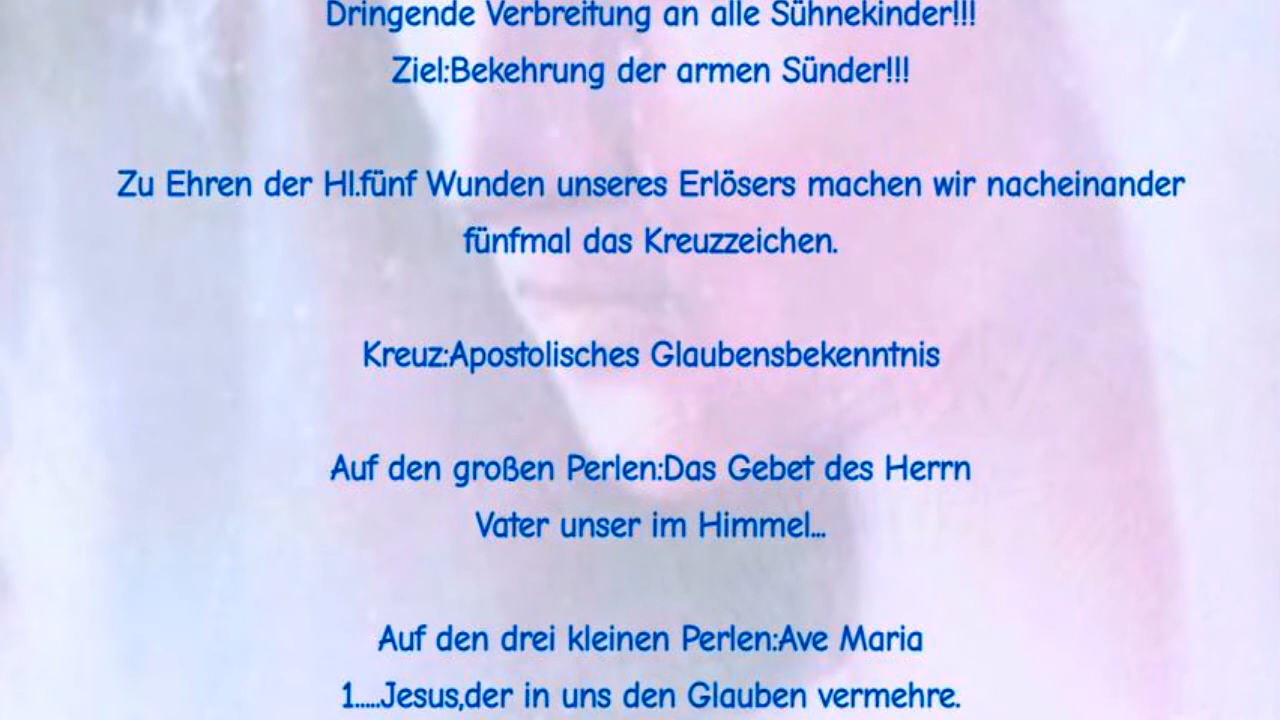 Dringende Verbreitung an alle Sühnekinder!!!
Ziel:Bekehrung der armen Sünder!!!
Zu Ehren der Hl.fünf Wunden unseres Erlösers machen wir nacheinander
fünfmal das Kreuzzeichen.
Kreuz:Apostolisches Glaubensbekenntnis
Auf den großen Perlen:Das Gebet des Herrn
Vater unser im Himmel...
Auf den drei kleinen Perlen:Ave Maria
1.....Jesus,der in uns den Glauben vermehre.